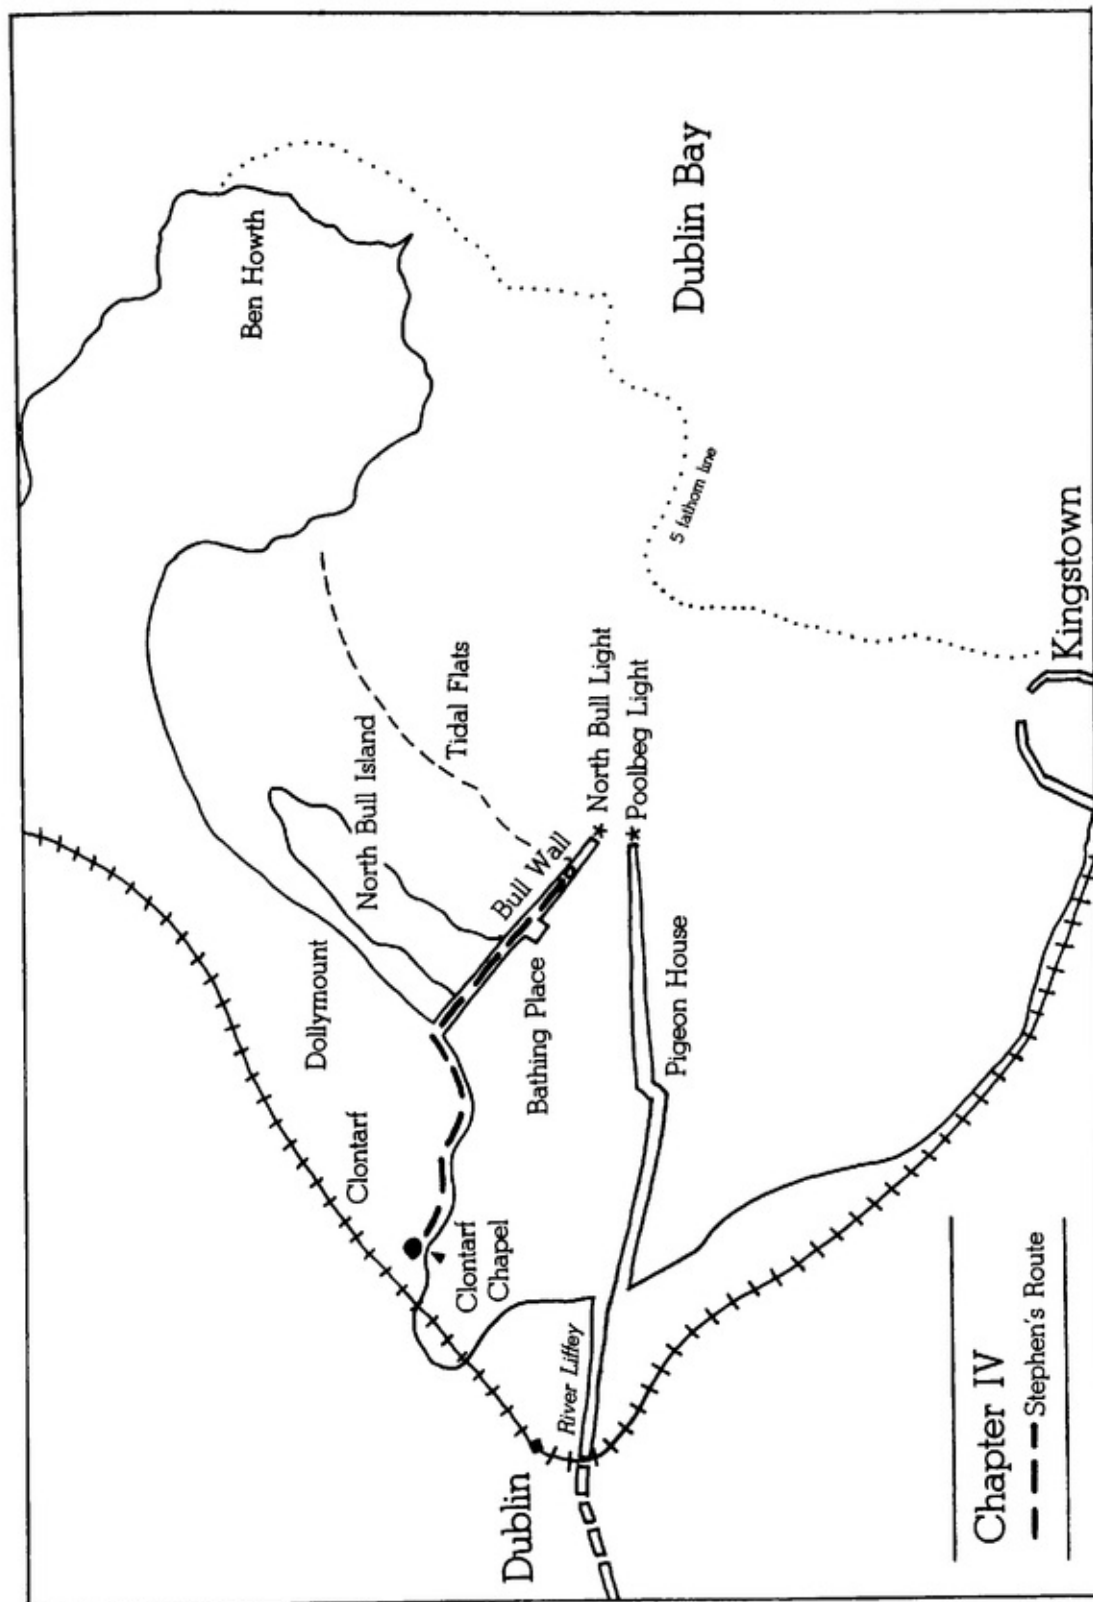 Ben Howth
Dublin Bay
5 fathom line
Kingstown
Tidal Flats
North Bull Island
North Bull Light
Poolbeg Light
Bull Wall
Dollymount
Bathing Place
Pigeon House
Clontarf
Clontarf
Chapel
River Liffey
Dublin
Chapter IV
Stephen's Route